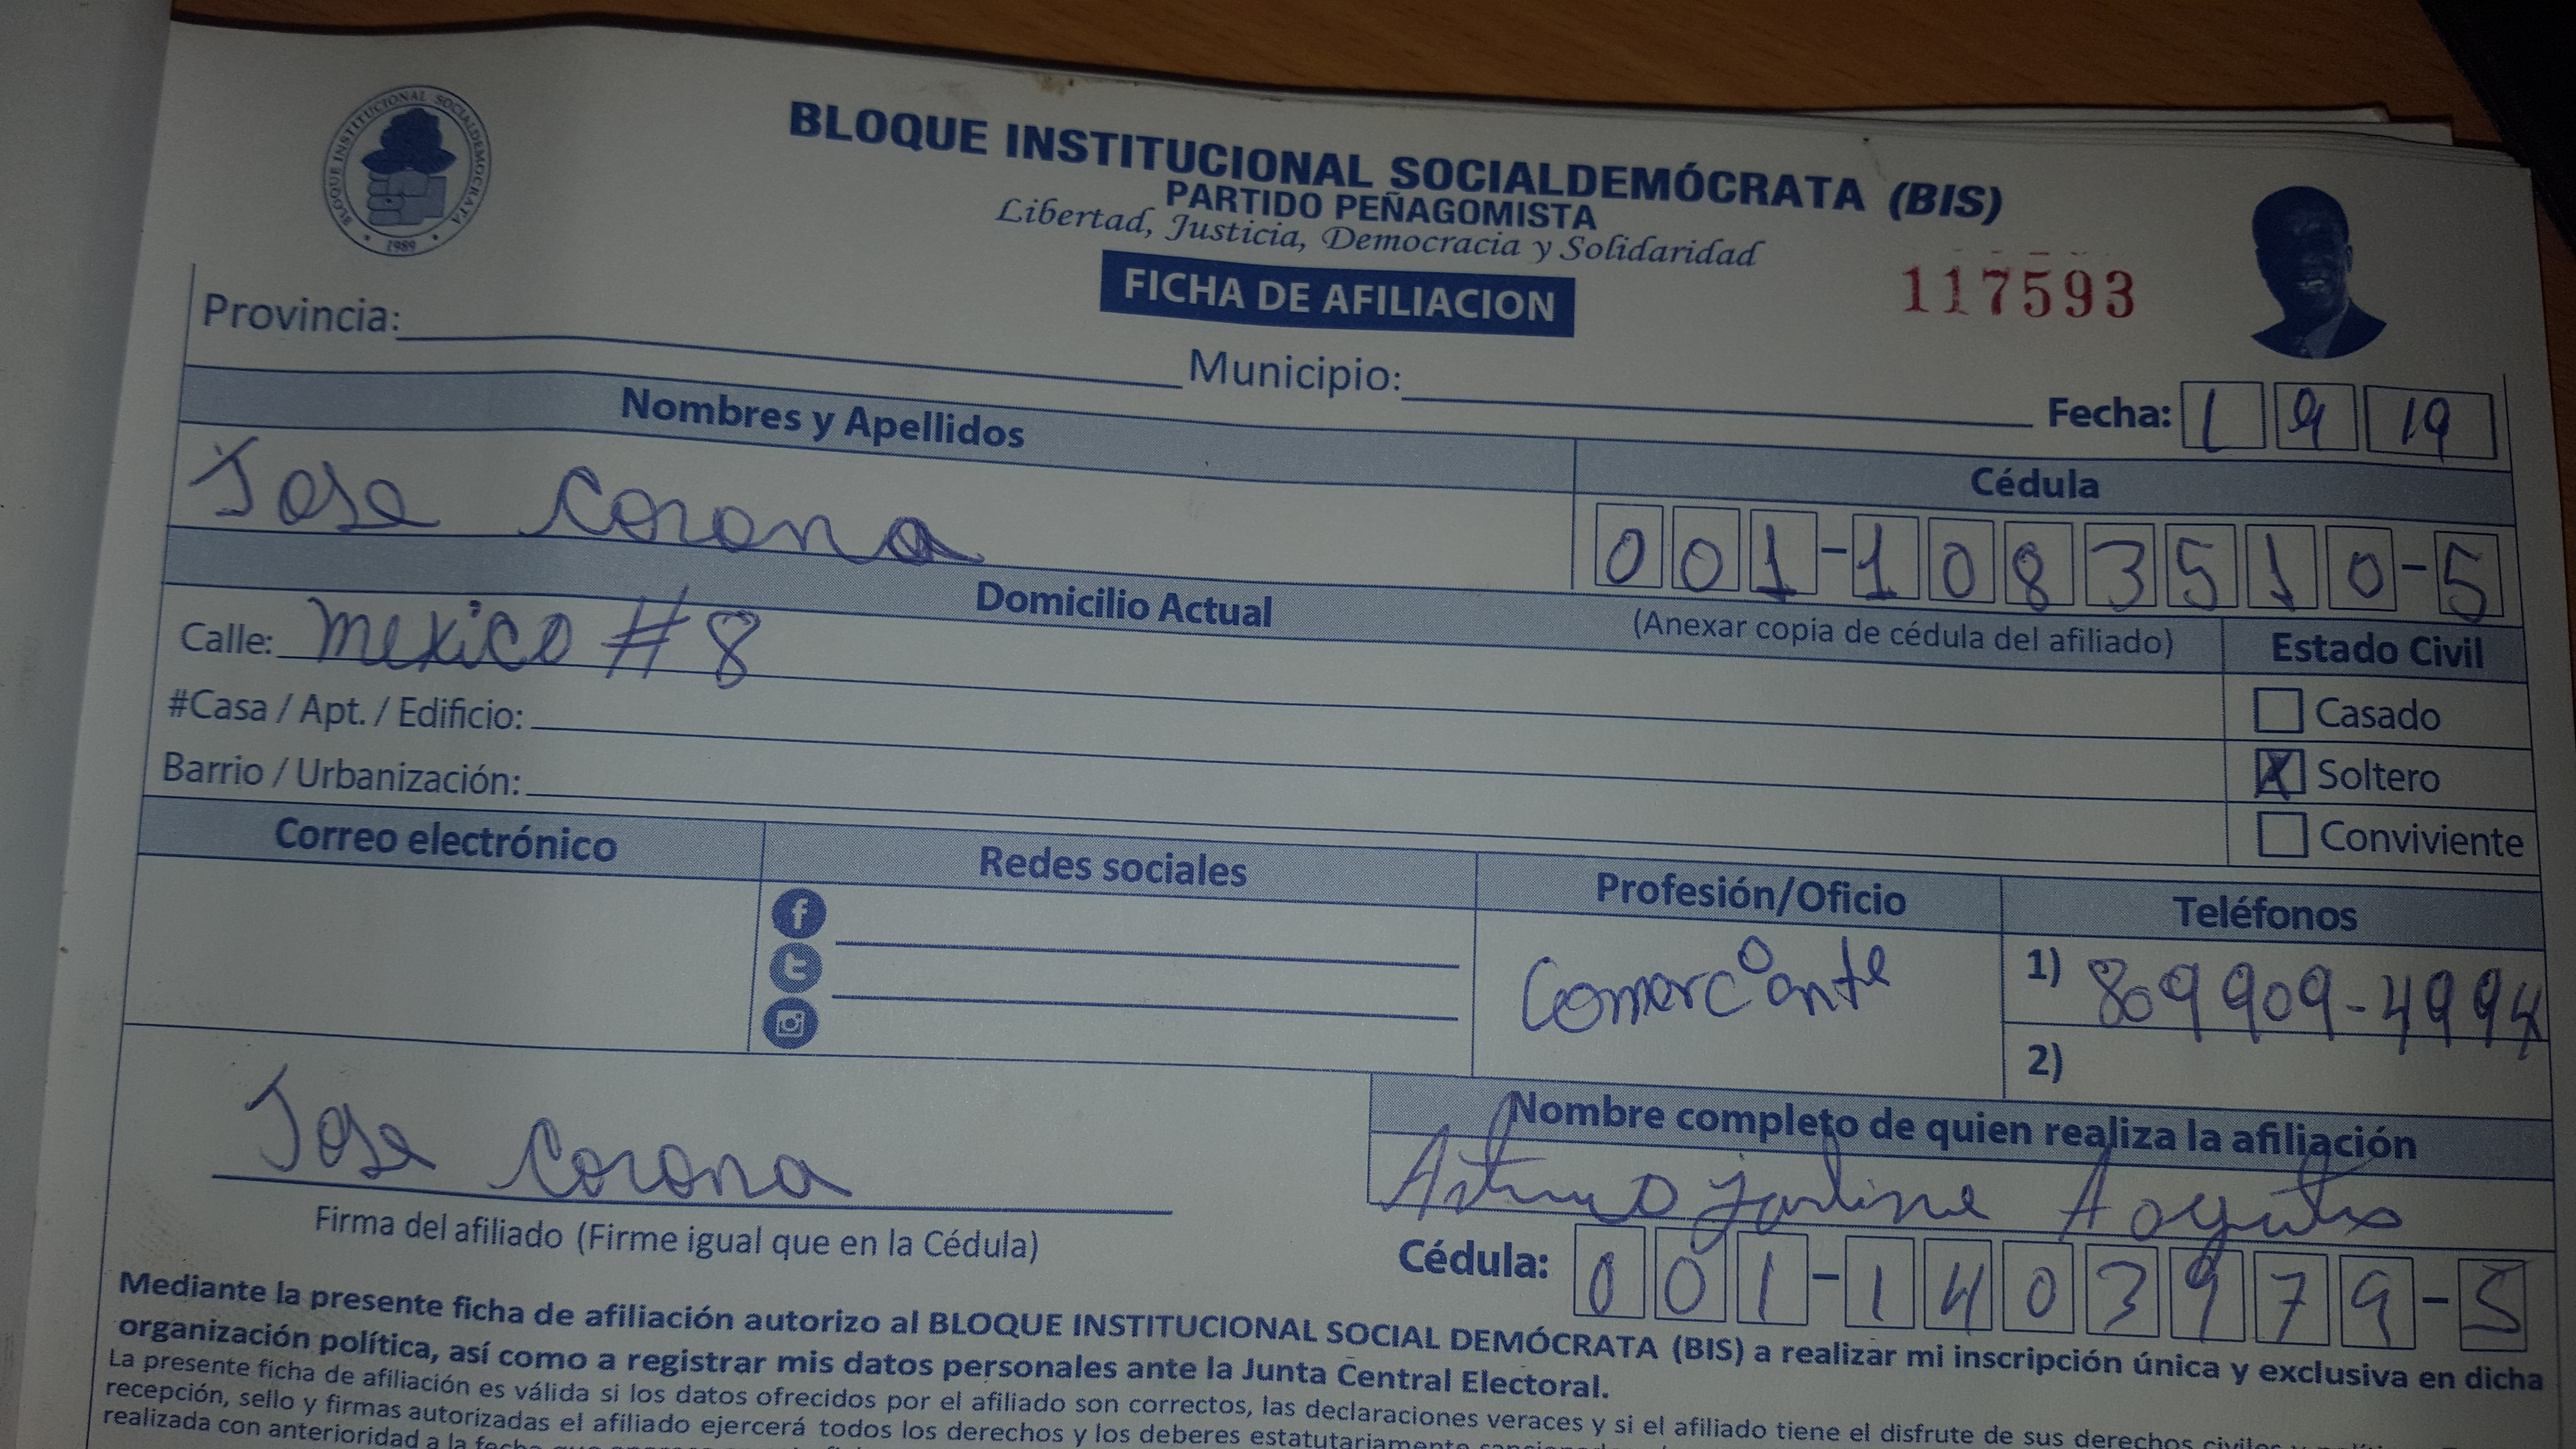 BLOQUE INSTITUCIONAL SOCIALDEMOCRATA
1989
BLOQUE INSTITUCIONAL SOCIALDEMÓCRATA (BIS)
PARTIDO PEÑAGOMISTA
Libertad, Justicia, Democracia y Solidaridad
FICHA DE AFILIACION
117593
Provincia: Municipio: Fecha: 1 9 19
Nombres y Apellidos
Cédula
Jose Corona
001-1083510-5
Domicilio Actual
(Anexar copia de cédula del afiliado)
Estado Civil
Calle: mexico #8
Casado
#Casa / Apt. / Edificio:
X Soltero
Barrio / Urbanización:
Conviviente
Correo electrónico
Redes sociales
Profesión/Oficio
Teléfonos
Comerciante
1) 809 909-4994
2)
Jose Corona
Firma del afiliado (Firme igual que en la Cédula)
Nombre completo de quien realiza la afiliación
Arturo
Cédula: 001-1403979-5
Mediante la presente ficha de afiliación autorizo al BLOQUE INSTITUCIONAL SOCIAL DEMÓCRATA (BIS) a realizar mi inscripción única y exclusiva en dicha
organización política, así como a registrar mis datos personales ante la Junta Central Electoral.
La presente ficha de afiliación es válida si los datos ofrecidos por el afiliado son correctos, las declaraciones veraces y si el afiliado tiene el disfrute de sus derechos civiles
recepción, sello y firmas autorizadas el afiliado ejercerá todos los derechos y los deberes estatutariamente
realizada con anterioridad a la